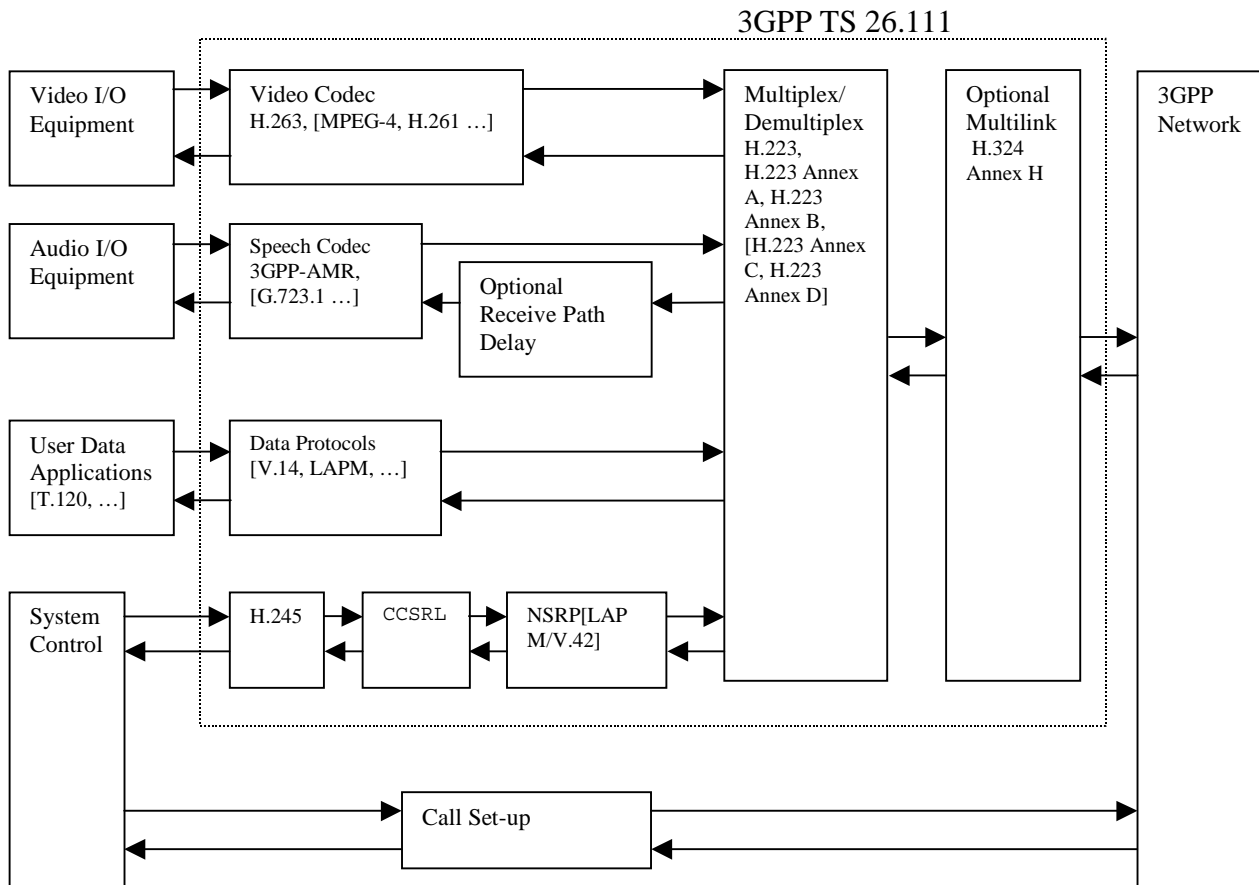 3GPP TS 26.111
Video I/O
Equipment
Video Codec
H.263, [MPEG-4, H.261 …]
Multiplex/
Demultiplex
H.223,
H.223 Annex
A, H.223
Annex B,
[H.223 Annex
C, H.223
Annex D]
Optional
Multilink
H.324
Annex H
3GPP
Network
Audio I/O
Equipment
Speech Codec
3GPP-AMR,
[G.723.1 …]
Optional
Receive Path
Delay
User Data
Applications
[T.120, …]
Data Protocols
[V.14, LAPM, …]
System
Control
H.245
CCSRL
NSRP[LAP
M/V.42]
Call Set-up